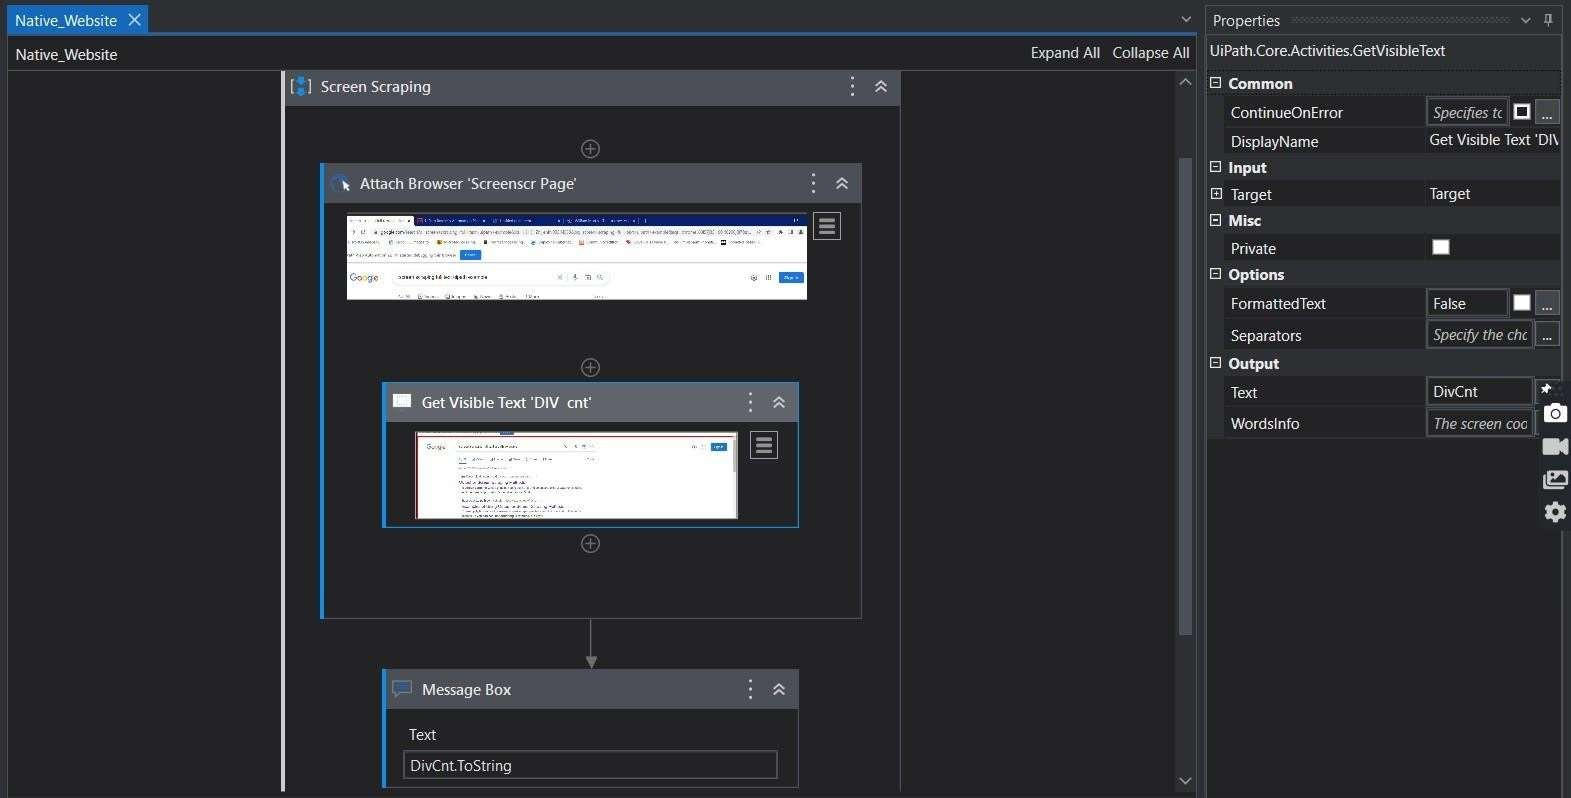 Native_Website
Properties
Native_Website
Expand All Collapse All
UiPath.Core.Activities.GetVisibleText
Screen Scraping
Common
ContinueOnError
Specifies tc
...
DisplayName
Get Visible Text 'DIV
Input
Target
Target
Misc
Private
Options
FormattedText
False
...
Separators
Specify the cha
...
Output
Text
DivCnt
WordsInfo
The screen coo
Attach Browser 'Screenscr Page'
Google
Get Visible Text 'DIV cnt'
Google
Message Box
Text
DivCnt.ToString